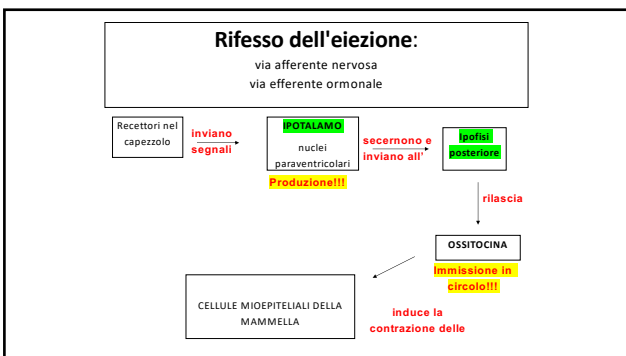 Rifesso dell'eiezione:
via afferente nervosa
via efferente ormonale
Recettori nel
capezzolo
inviano
segnali
IPOTALAMO
nuclei
paraventricolari
Produzione!!!
secernono e
inviano all'
Ipofisi
posteriore
rilascia
OSSITOCINA
Immissione in
circolo!!!
CELLULE MIOEPITELIALI DELLA
MAMMELLA
induce la
contrazione delle